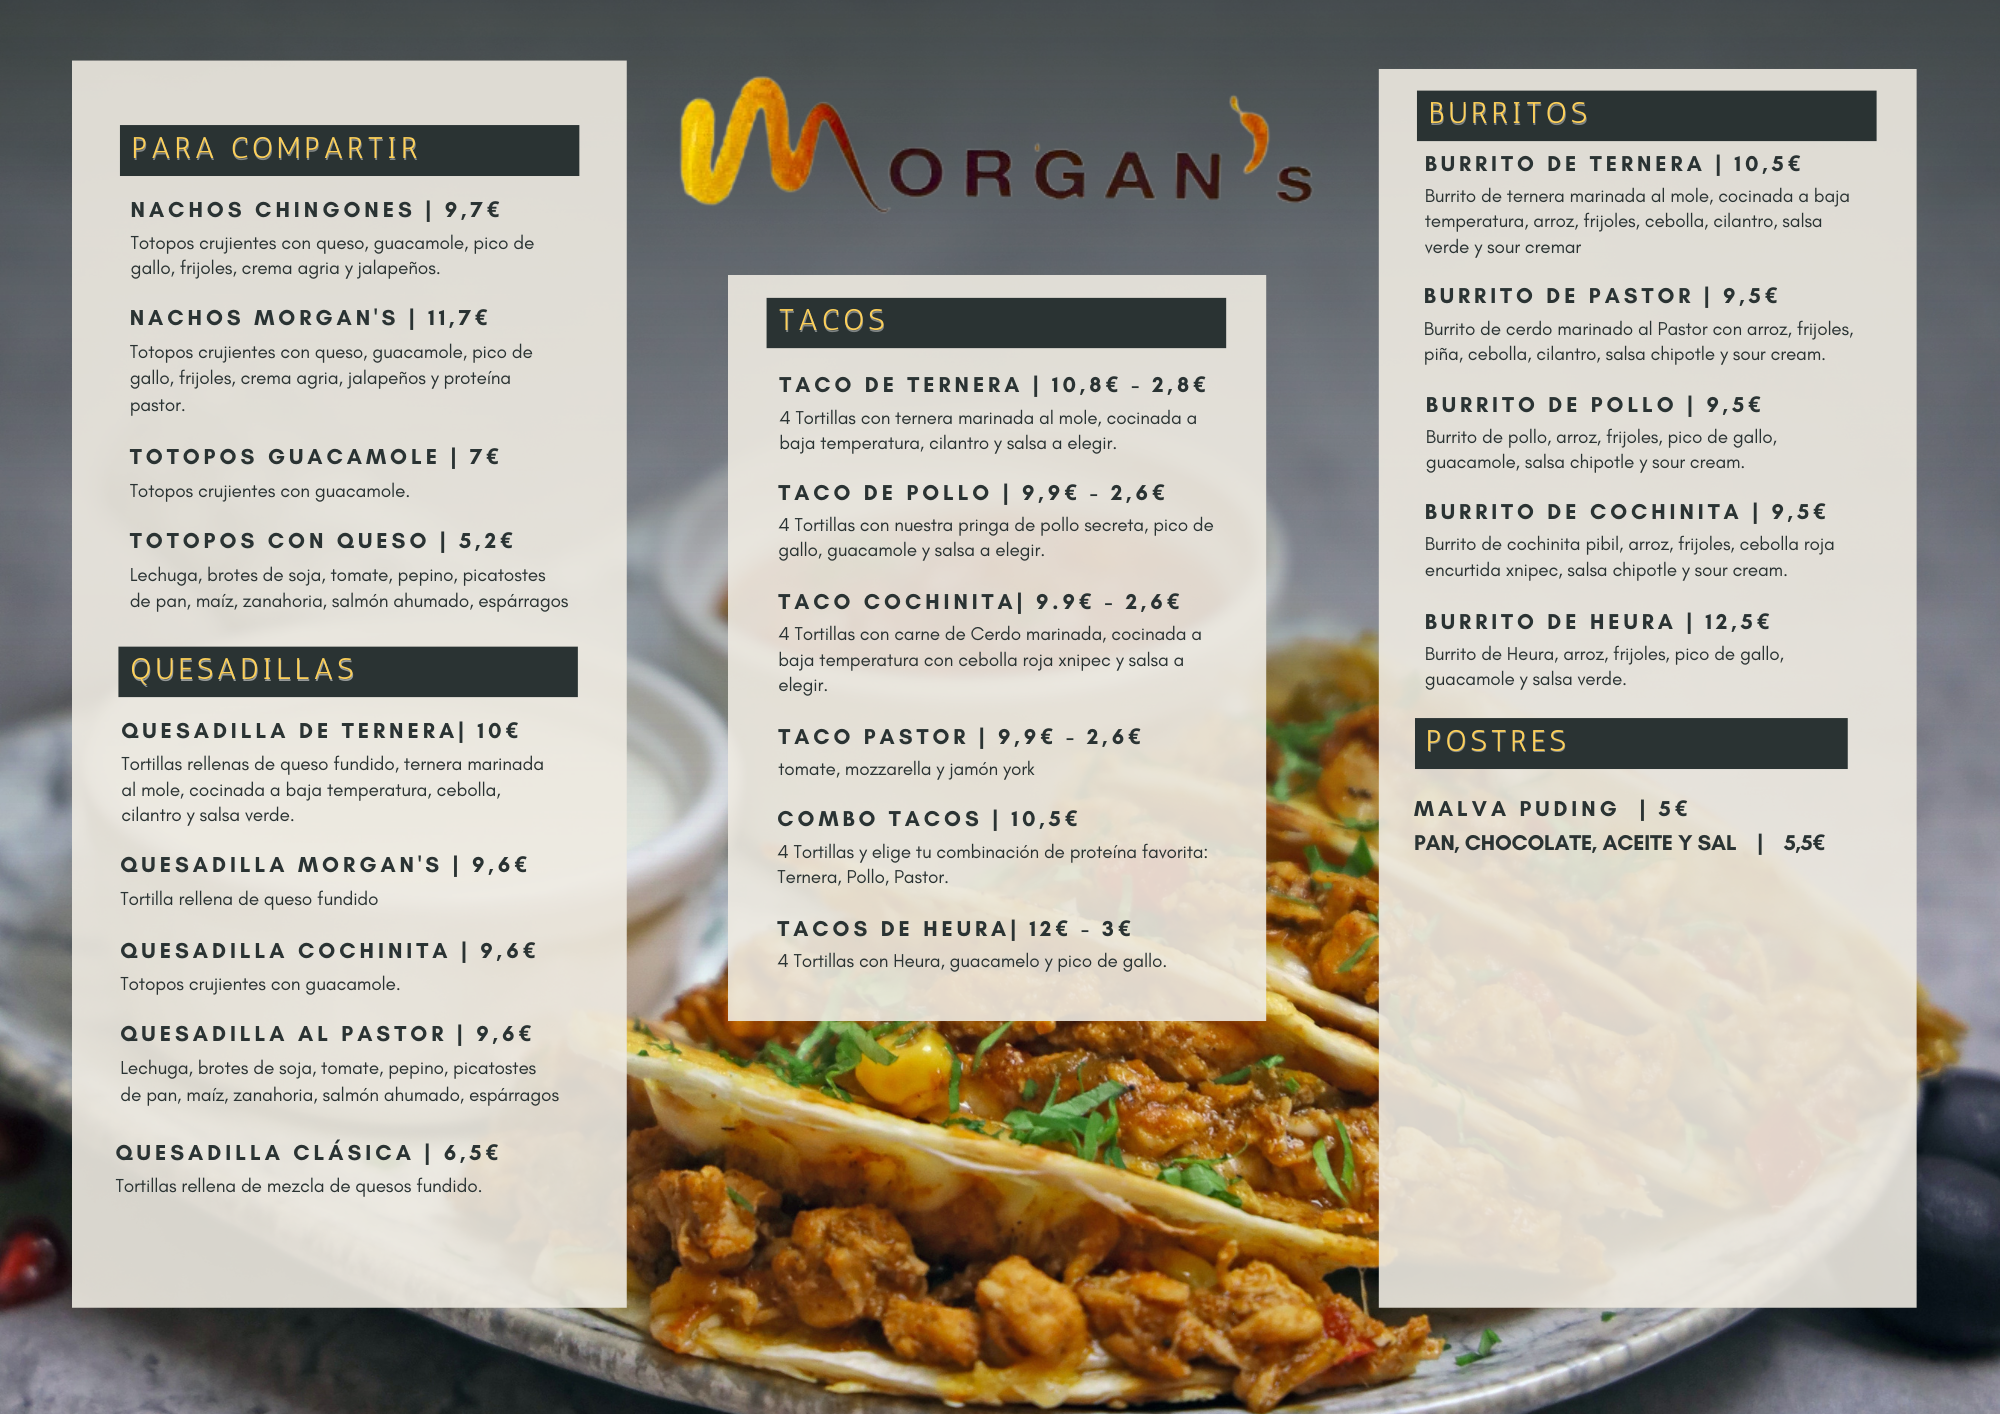 PARA COMPARTIR
NACHOS CHINGONES | 9,7€
Totopos crujientes con queso, guacamole, pico de
gallo, frijoles, crema agria y jalapeños.
NACHOS MORGAN'S | 11,7€
Totopos crujientes con queso, guacamole, pico de
gallo, frijoles, crema agria, jalapeños y proteína
pastor.
TOTOPOS GUACAMOLE | 7€
Totopos crujientes con guacamole.
TOTOPOS CON QUESO | 5,2€
Lechuga, brotes de soja, tomate, pepino, picatostes
de pan, maíz, zanahoria, salmón ahumado, espárragos
QUESADILLAS
QUESADILLA DE TERNERA| 10€
Tortillas rellenas de queso fundido, ternera marinada
al mole, cocinada a baja temperatura, cebolla,
cilantro y salsa verde.
QUESADILLA MORGAN'S | 9,6€
Tortilla rellena de queso fundido
QUESADILLA COCHINITA | 9,6€
Totopos crujientes con guacamole.
QUESADILLA AL PASTOR | 9,6€
Lechuga, brotes de soja, tomate, pepino, picatostes
de pan, maíz, zanahoria, salmón ahumado, espárragos
QUESADILLA CLÁSICA | 6,5€
Tortillas rellena de mezcla de quesos fundido.
MORGAN's
TACOS
TACO DE TERNERA | 10,8€ - 2,8€
4 Tortillas con ternera marinada al mole, cocinada a
baja temperatura, cilantro y salsa a elegir.
TACO DE POLLO | 9,9€ - 2,6€
4 Tortillas con nuestra pringa de pollo secreta, pico de
gallo, guacamole y salsa a elegir.
TACO COCHINITA| 9.9€ - 2,6€
4 Tortillas con carne de Cerdo marinada, cocinada a
baja temperatura con cebolla roja xnipec y salsa a
elegir.
TACO PASTOR | 9,9€ - 2,6€
tomate, mozzarella y jamón york
COMBO TACOS | 10,5€
4 Tortillas y elige tu combinación de proteína favorita:
Ternera, Pollo, Pastor.
TACOS DE HEURA| 12€ - 3€
4 Tortillas con Heura, guacamelo y pico de gallo.
BURRITOS
BURRITO DE TERNERA | 10,5€
Burrito de ternera marinada al mole, cocinada a baja
temperatura, arroz, frijoles, cebolla, cilantro, salsa
verde y sour cremar
BURRITO DE PASTOR | 9,5€
Burrito de cerdo marinado al Pastor con arroz, frijoles,
piña, cebolla, cilantro, salsa chipotle y sour cream.
BURRITO DE POLLO | 9,5€
Burrito de pollo, arroz, frijoles, pico de gallo,
guacamole, salsa chipotle y sour cream.
BURRITO DE COCHINITA | 9,5€
Burrito de cochinita pibil, arroz, frijoles, cebolla roja
encurtida xnipec, salsa chipotle y sour cream.
BURRITO DE HEURA | 12,5€
Burrito de Heura, arroz, frijoles, pico de gallo,
guacamole y salsa verde.
POSTRES
MALVA PUDING | 5€
PAN, CHOCOLATE, ACEITE Y SAL | 5,5€